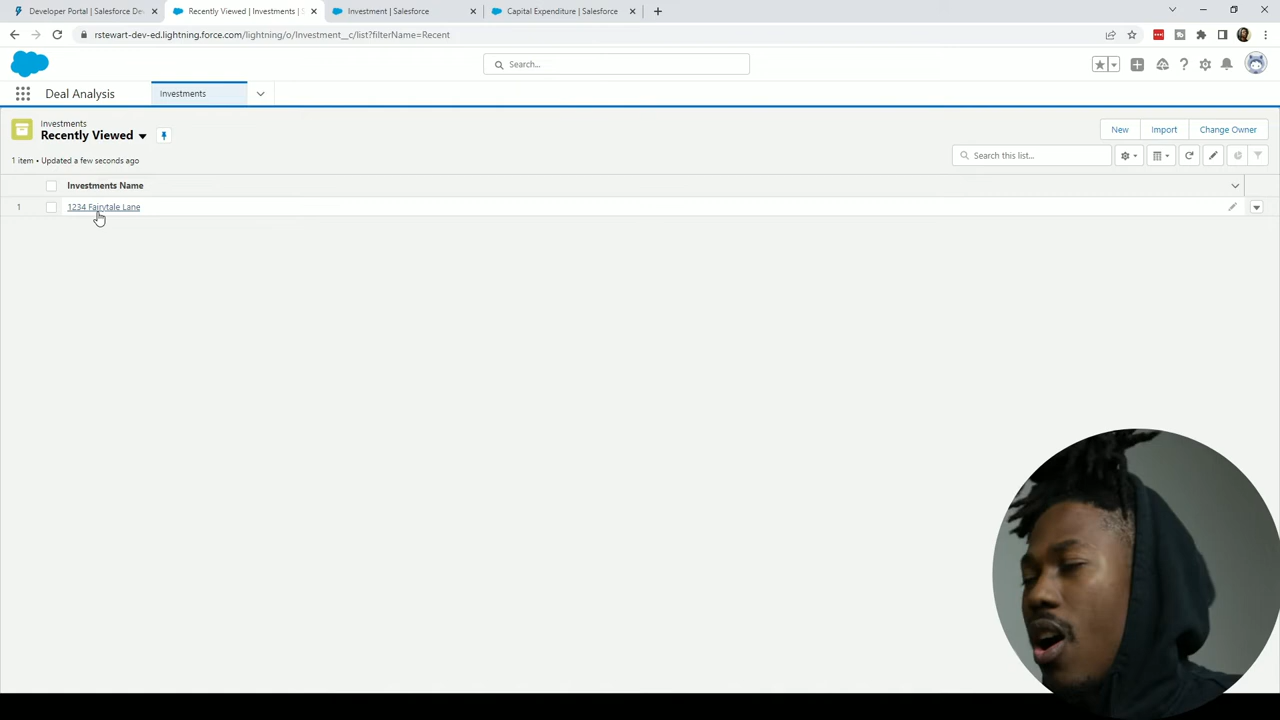 Developer Portal | Salesforce Dev
Recently Viewed | Investments | S
Investment | Salesforce
Capital Expenditure | Salesforce
rstewart-dev-ed.lightning.force.com/lightning/o/Investment__c/list?filterName=Recent
Search...
Deal Analysis
Investments
Investments
Recently Viewed
New
Import
Change Owner
1 item • Updated a few seconds ago
Search this list...
Investments Name
1
1234 Fairytale Lane